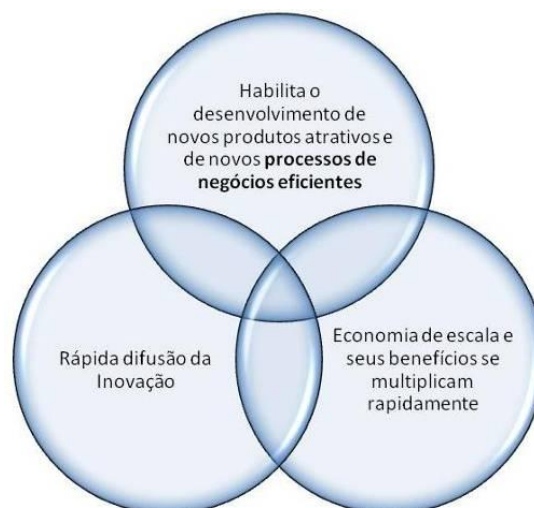 Habilita o
desenvolvimento de
novos produtos atrativos e
de novos processos de
negócios eficientes
Rápida difusão da
Inovação
Economia de escala e
seus benefícios se
multiplicam
rapidamente